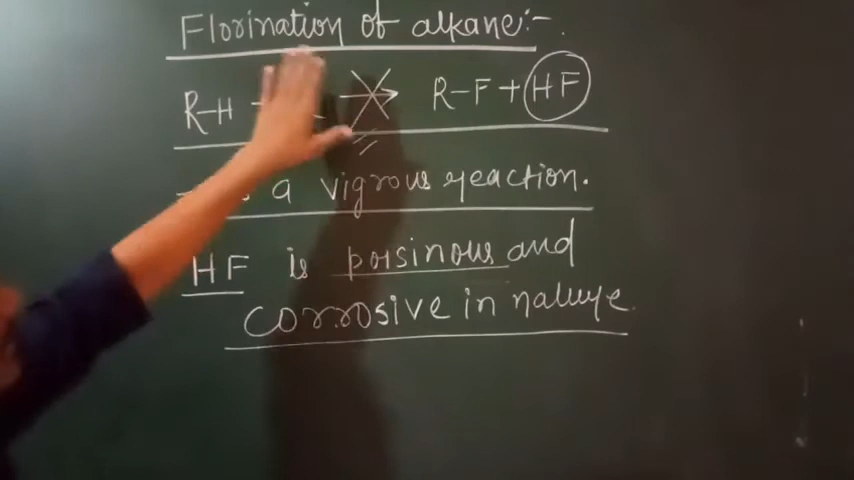 Florination of alkane:-
R-H + → R-F + HF
a vigrous reaction.
HF is poisinous and
corrosive in nature.